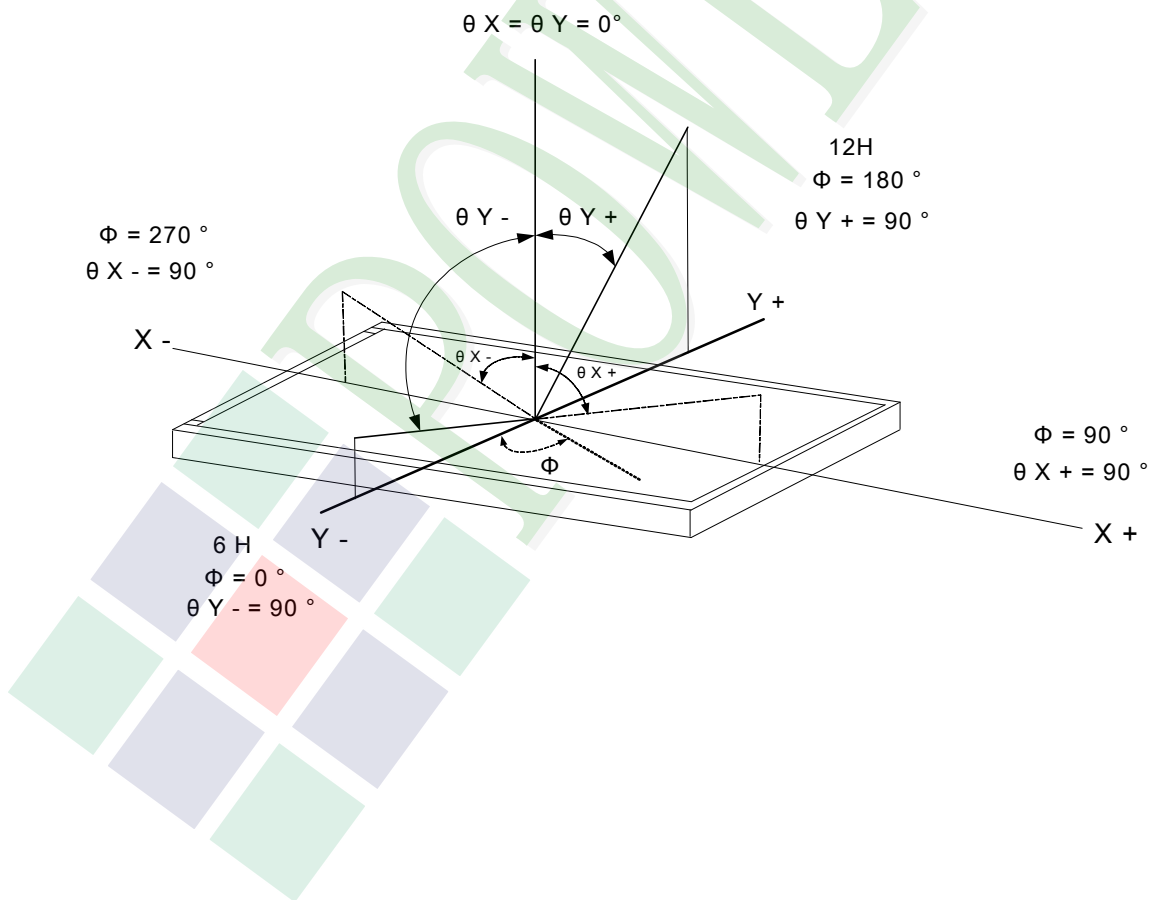 θ X = θ Y = 0°
12H
Φ = 180 °
θ Y + = 90 °
θ Y -
θ Y +
Φ = 270 °
θ X - = 90 °
Y +
X -
θ X -
θ X +
Φ = 90 °
θ X + = 90 °
Φ
X +
Y -
6 H
Φ = 0 °
θ Y - = 90 °